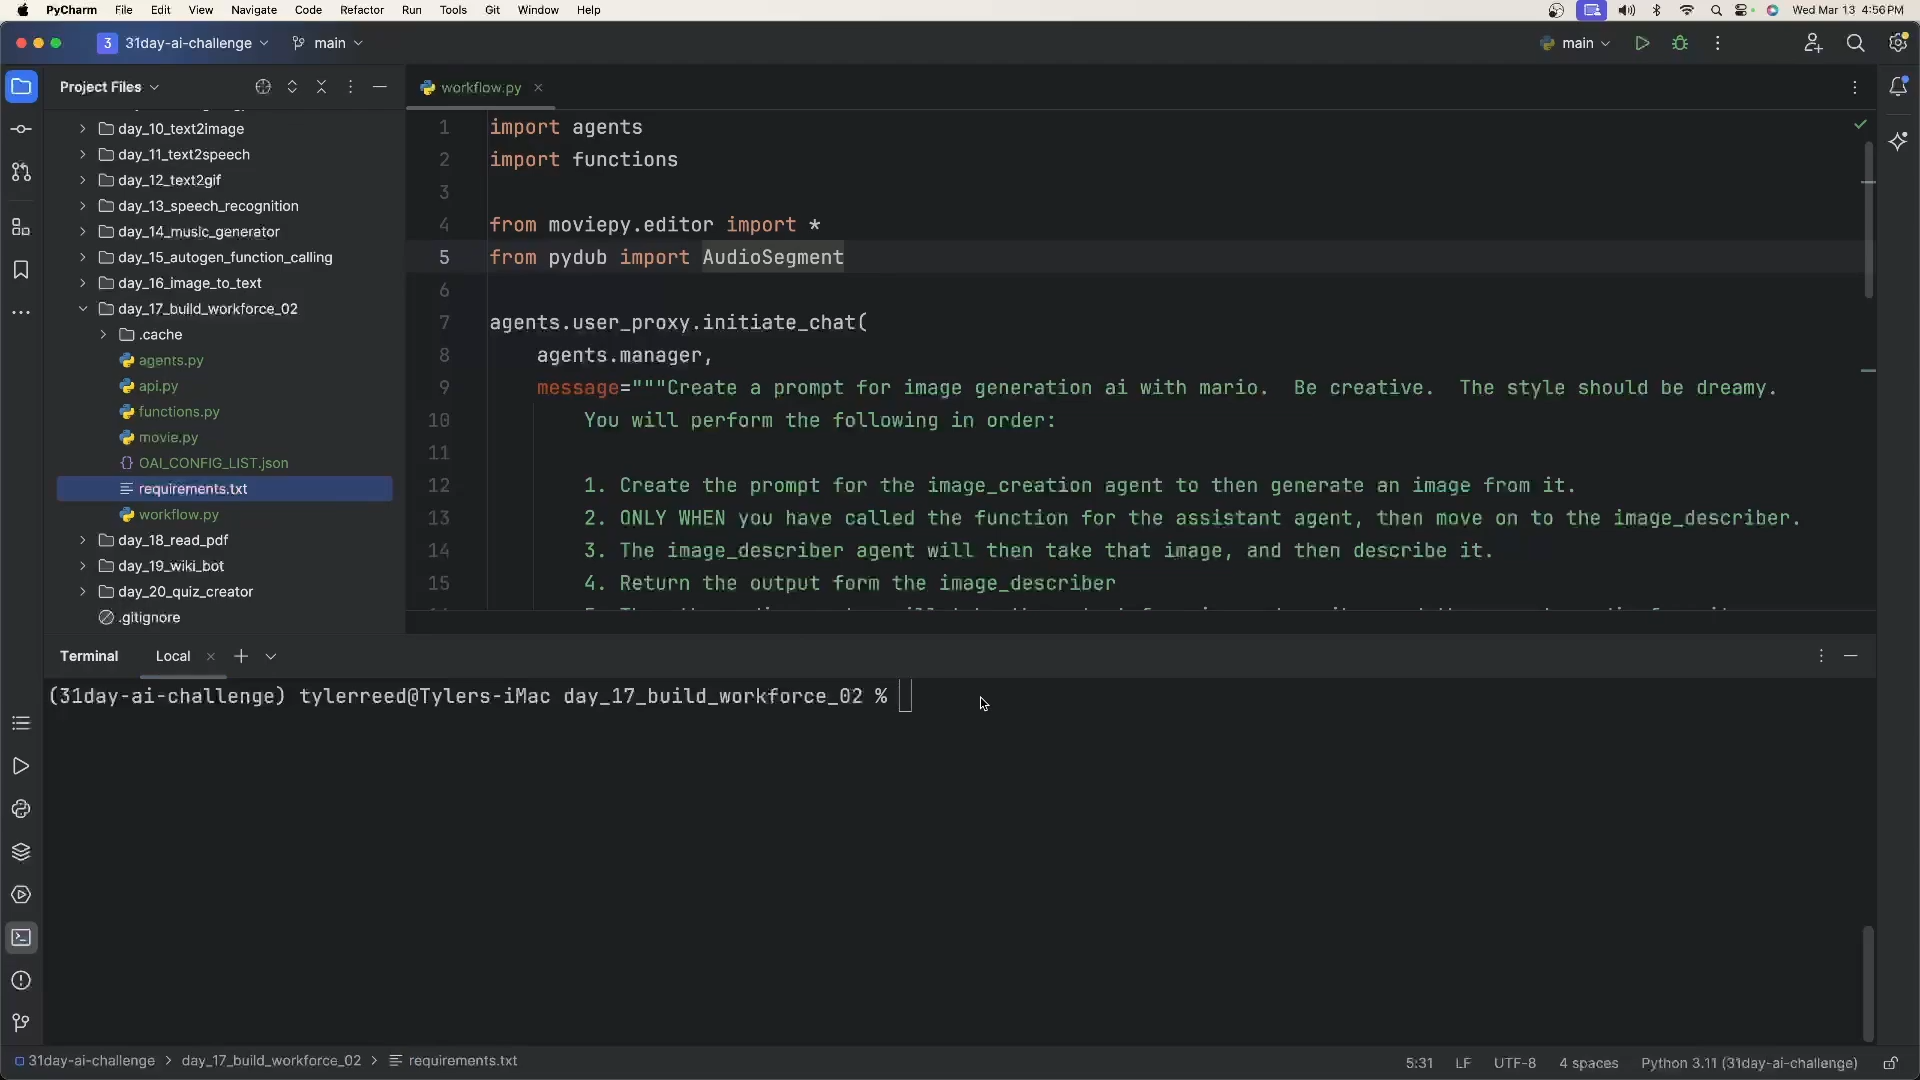 PyCharm File Edit View Navigate Code Refactor Run Tools Git Window Help Wed Mar 13 4:56 PM
3 31day-ai-challenge main main
Project Files workflow.py
day_10_text2image
day_11_text2speech
day_12_text2gif
day_13_speech_recognition
day_14_music_generator
day_15_autogen_function_calling
day_16_image_to_text
day_17_build_workforce_02
.cache
agents.py
api.py
functions.py
movie.py
OAI_CONFIG_LIST.json
requirements.txt
workflow.py
day_18_read_pdf
day_19_wiki_bot
day_20_quiz_creator
.gitignore
1 import agents
2 import functions
3
4 from moviepy.editor import *
5 from pydub import AudioSegment
6
7 agents.user_proxy.initiate_chat(
8 agents.manager,
9 message="""Create a prompt for image generation ai with mario. Be creative. The style should be dreamy.
10 You will perform the following in order:
11
12 1. Create the prompt for the image_creation agent to then generate an image from it.
13 2. ONLY WHEN you have called the function for the assistant agent, then move on to the image_describer.
14 3. The image_describer agent will then take that image, and then describe it.
15 4. Return the output form the image_describer
Terminal Local
(31day-ai-challenge) tylerreed@Tylers-iMac day_17_build_workforce_02 %
31day-ai-challenge > day_17_build_workforce_02 > requirements.txt 5:31 LF UTF-8 4 spaces Python 3.11 (31day-ai-challenge)